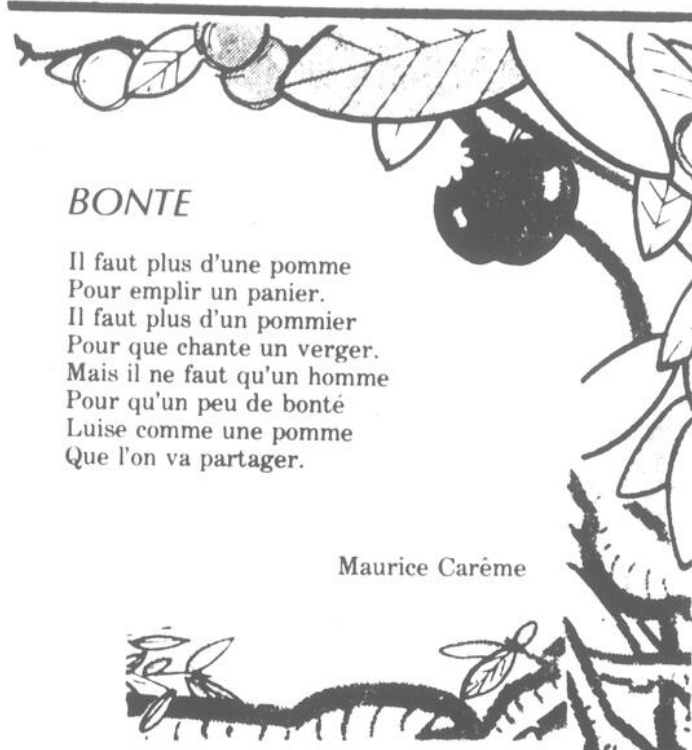 BONTE
Il faut plus d'une pomme
Pour emplir un panier.
Il faut plus d'un pommier
Pour que chante un verger.
Mais il ne faut qu'un homme
Pour qu'un peu de bonté
Luise comme une pomme
Que l'on va partager.
Maurice Carême